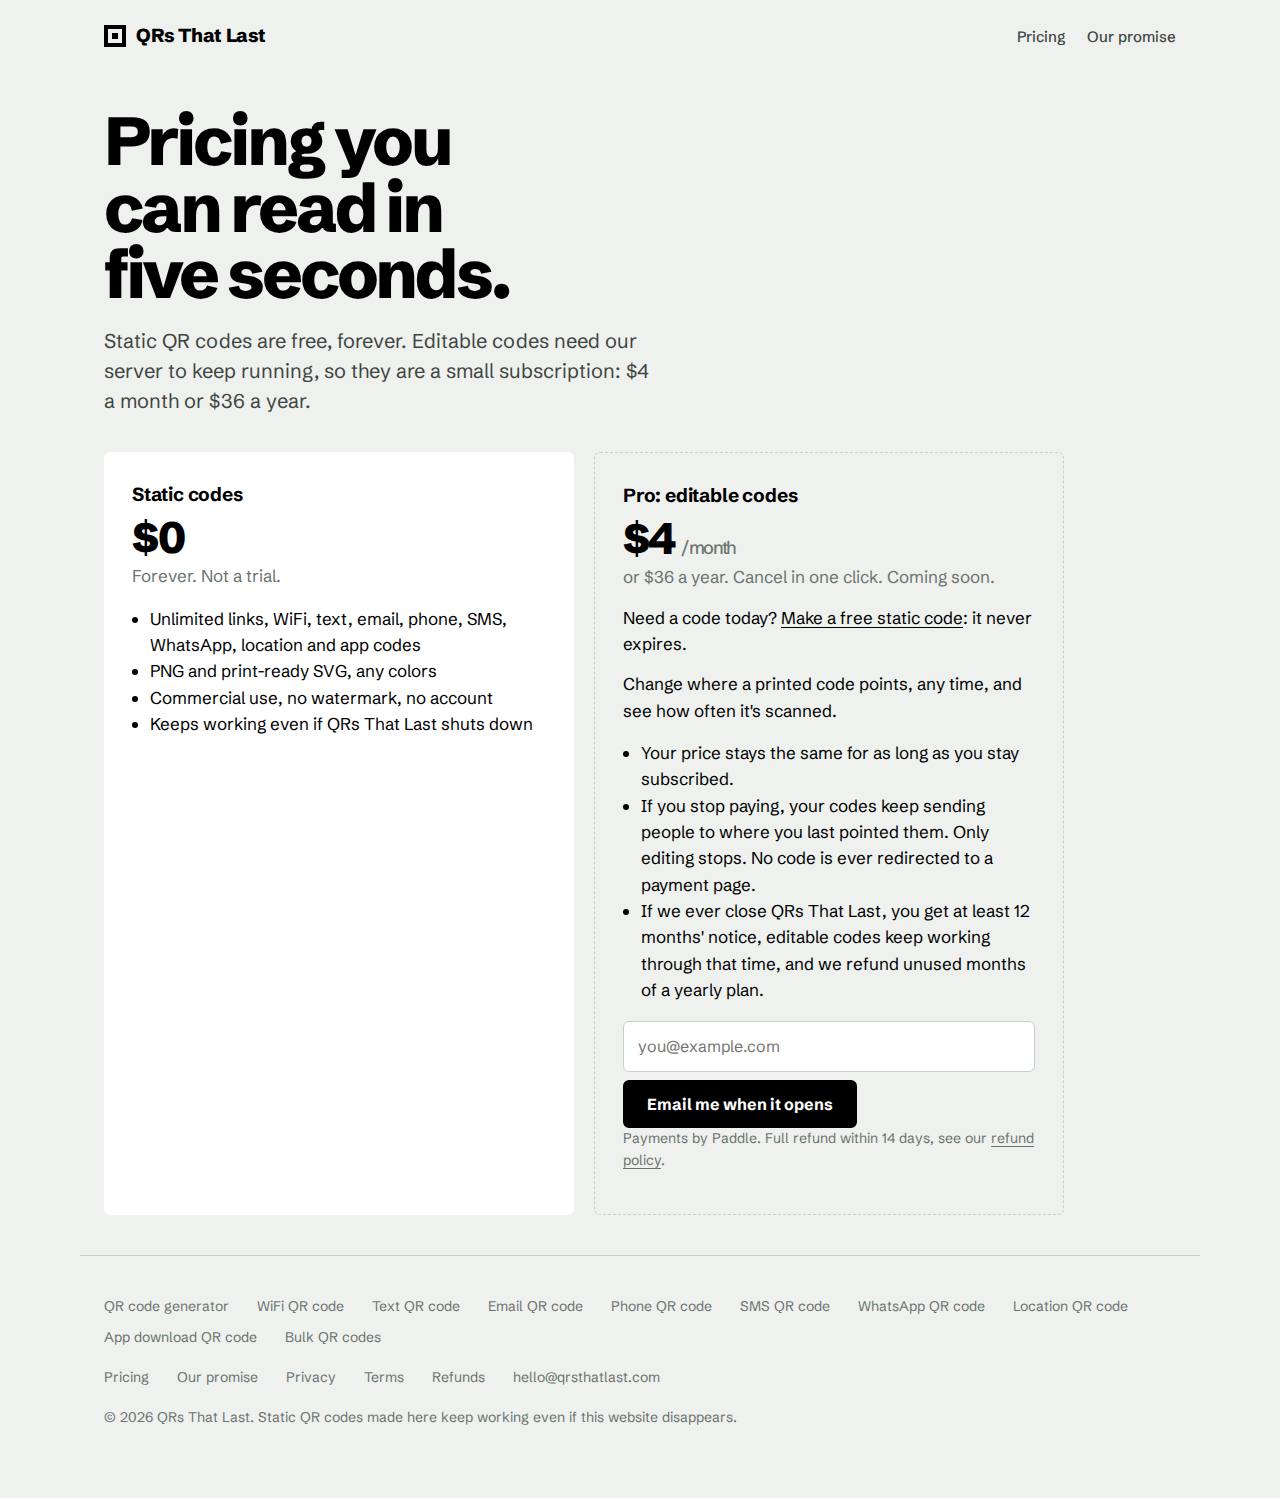 QRs That Last
Pricing
Our promise
Pricing you
can read in
five seconds.
Static QR codes are free, forever. Editable codes need our
server to keep running, so they are a small subscription: $4
a month or $36 a year.
Static codes
$0
Forever. Not a trial.
Unlimited links, WiFi, text, email, phone, SMS,
WhatsApp, location and app codes
PNG and print-ready SVG, any colors
Commercial use, no watermark, no account
Keeps working even if QRs That Last shuts down
Pro: editable codes
$4 /month
or $36 a year. Cancel in one click. Coming soon.
Need a code today? Make a free static code: it never
expires.
Change where a printed code points, any time, and
see how often it's scanned.
Your price stays the same for as long as you stay
subscribed.
If you stop paying, your codes keep sending
people to where you last pointed them. Only
editing stops. No code is ever redirected to a
payment page.
If we ever close QRs That Last, you get at least 12
months' notice, editable codes keep working
through that time, and we refund unused months
of a yearly plan.
you@example.com
Email me when it opens
Payments by Paddle. Full refund within 14 days, see our refund
policy.
QR code generator WiFi QR code Text QR code Email QR code Phone QR code SMS QR code WhatsApp QR code Location QR code
App download QR code Bulk QR codes
Pricing Our promise Privacy Terms Refunds hello@qrsthatlast.com
© 2026 QRs That Last. Static QR codes made here keep working even if this website disappears.